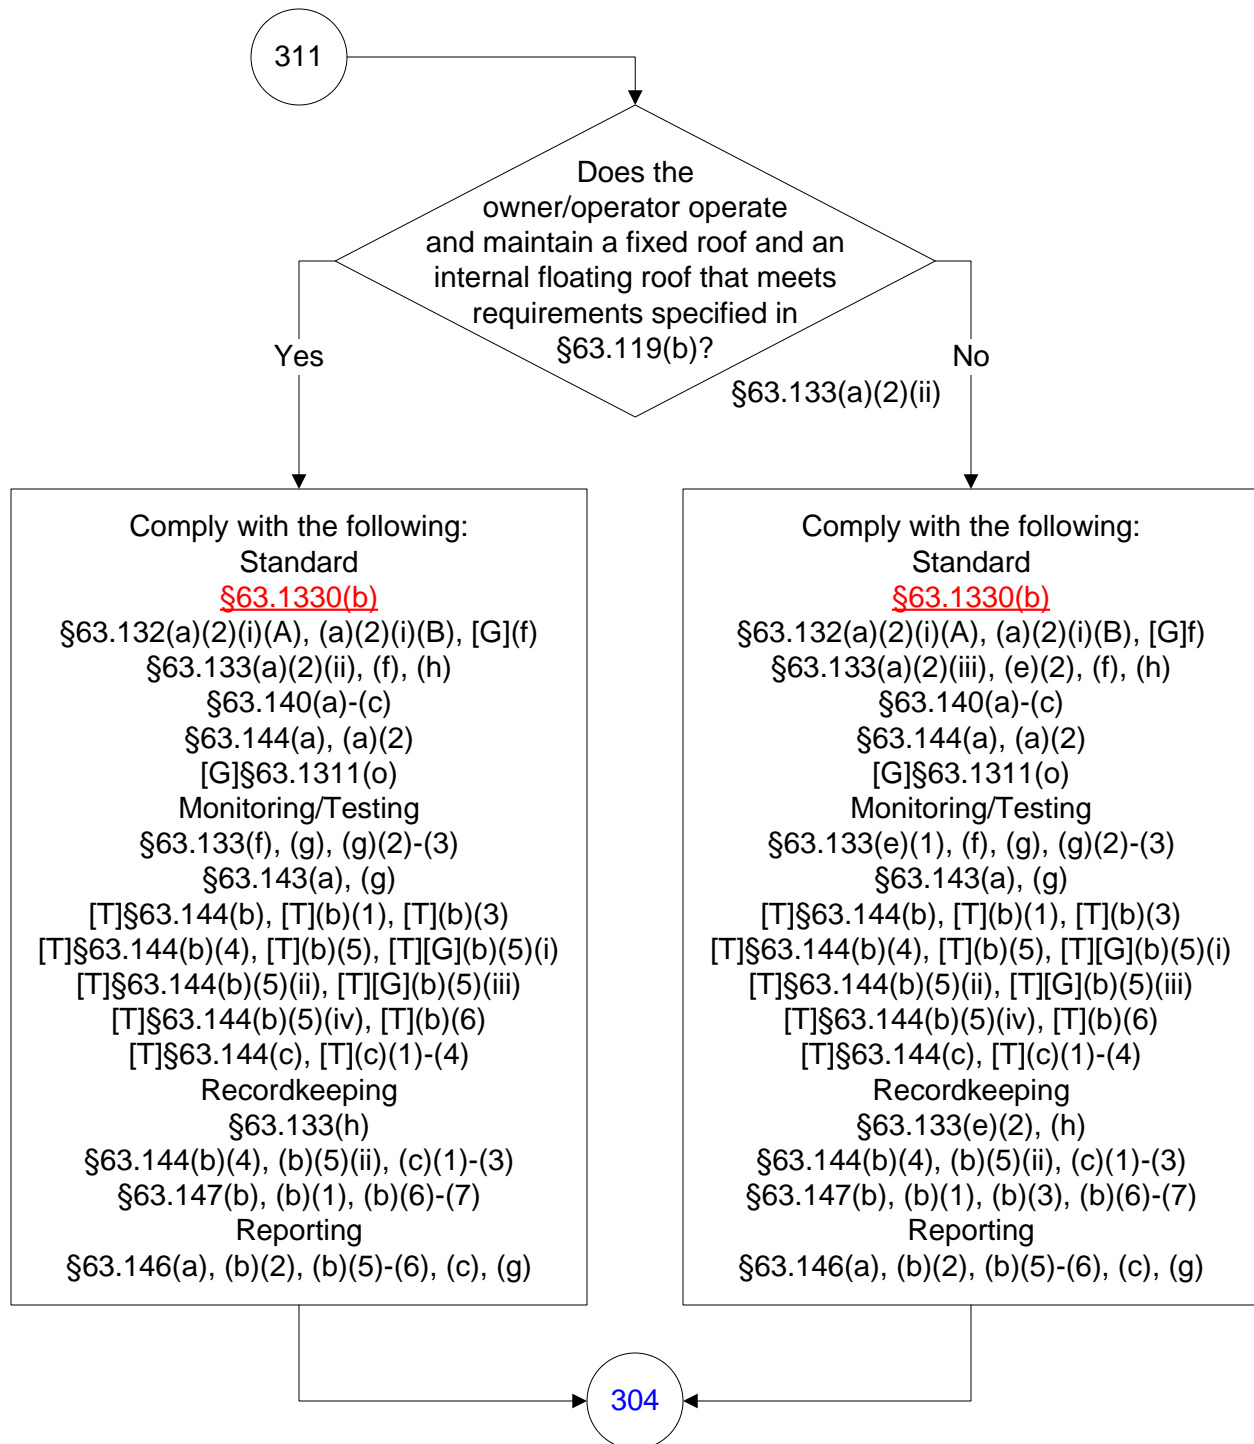 311
Does the
owner/operator operate
and maintain a fixed roof and an
internal floating roof that meets
requirements specified in
§63.119(b)?
Yes
No
§63.133(a)(2)(ii)
Comply with the following:
Standard
§63.1330(b)
§63.132(a)(2)(i)(A), (a)(2)(i)(B), [G](f)
§63.133(a)(2)(ii), (f), (h)
§63.140(a)-(c)
§63.144(a), (a)(2)
[G]§63.1311(o)
Monitoring/Testing
§63.133(f), (g), (g)(2)-(3)
§63.143(a), (g)
[T]§63.144(b), [T](b)(1), [T](b)(3)
[T]§63.144(b)(4), [T](b)(5), [T][G](b)(5)(i)
[T]§63.144(b)(5)(ii), [T][G](b)(5)(iii)
[T]§63.144(b)(5)(iv), [T](b)(6)
[T]§63.144(c), [T](c)(1)-(4)
Recordkeeping
§63.133(h)
§63.144(b)(4), (b)(5)(ii), (c)(1)-(3)
§63.147(b), (b)(1), (b)(6)-(7)
Reporting
§63.146(a), (b)(2), (b)(5)-(6), (c), (g)
Comply with the following:
Standard
§63.1330(b)
§63.132(a)(2)(i)(A), (a)(2)(i)(B), [G]f)
§63.133(a)(2)(iii), (e)(2), (f), (h)
§63.140(a)-(c)
§63.144(a), (a)(2)
[G]§63.1311(o)
Monitoring/Testing
§63.133(e)(1), (f), (g), (g)(2)-(3)
§63.143(a), (g)
[T]§63.144(b), [T](b)(1), [T](b)(3)
[T]§63.144(b)(4), [T](b)(5), [T][G](b)(5)(i)
[T]§63.144(b)(5)(ii), [T][G](b)(5)(iii)
[T]§63.144(b)(5)(iv), [T](b)(6)
[T]§63.144(c), [T](c)(1)-(4)
Recordkeeping
§63.133(e)(2), (h)
§63.144(b)(4), (b)(5)(ii), (c)(1)-(3)
§63.147(b), (b)(1), (b)(3), (b)(6)-(7)
Reporting
§63.146(a), (b)(2), (b)(5)-(6), (c), (g)
304